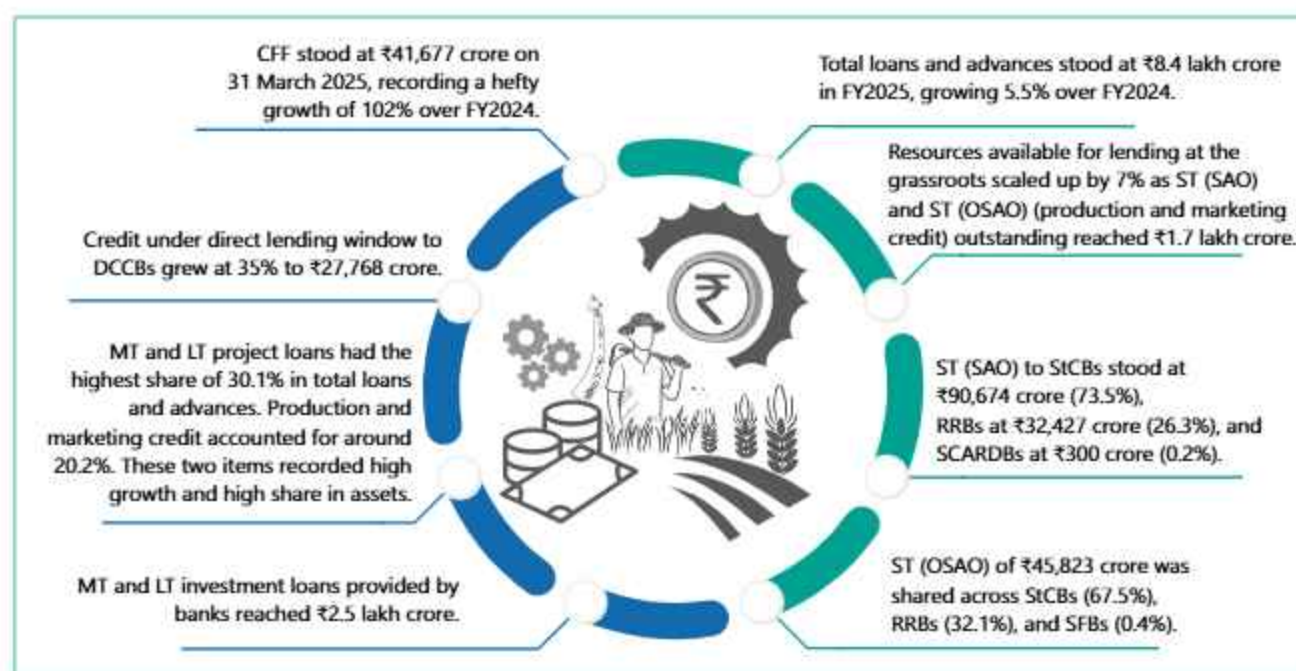 CFF stood at ₹41,677 crore on
31 March 2025, recording a hefty
growth of 102% over FY2024.
Total loans and advances stood at ₹8.4 lakh crore
in FY2025, growing 5.5% over FY2024.
Resources available for lending at the
grassroots scaled up by 7% as ST (SAO)
and ST (OSAO) (production and marketing
credit) outstanding reached ₹1.7 lakh crore.
Credit under direct lending window to
DCCBs grew at 35% to ₹27,768 crore.
MT and LT project loans had the
highest share of 30.1% in total loans
and advances. Production and
marketing credit accounted for around
20.2%. These two items recorded high
growth and high share in assets.
ST (SAO) to StCBs stood at
₹90,674 crore (73.5%),
RRBs at ₹32,427 crore (26.3%), and
SCARDBs at ₹300 crore (0.2%).
MT and LT investment loans provided by
banks reached ₹2.5 lakh crore.
ST (OSAO) of ₹45,823 crore was
shared across StCBs (67.5%),
RRBs (32.1%), and SFBs (0.4%).
₹